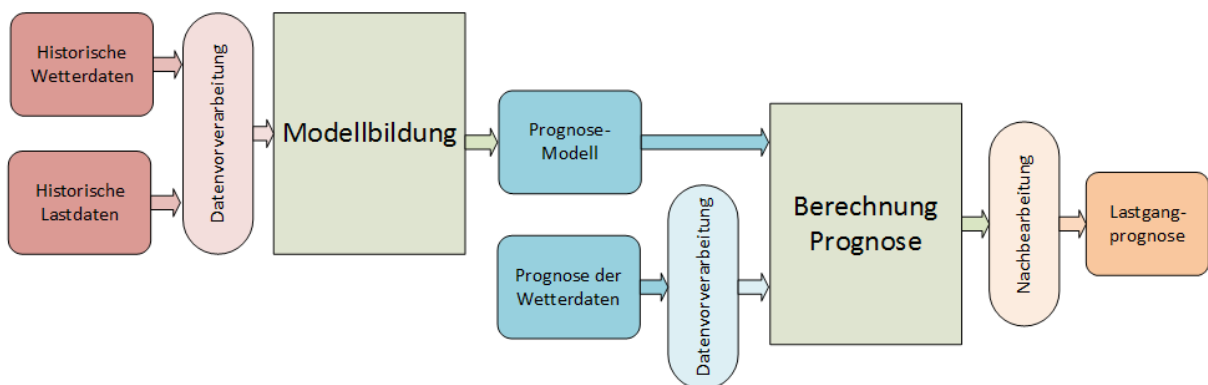 Historische
Wetterdaten
Historische
Lastdaten
Datenvorverarbeitung
Modellbildung
Prognose-
Modell
Prognose der
Wetterdaten
Datenvorverarbeitung
Berechnung
Prognose
Nachbearbeitung
Lastgang-
prognose